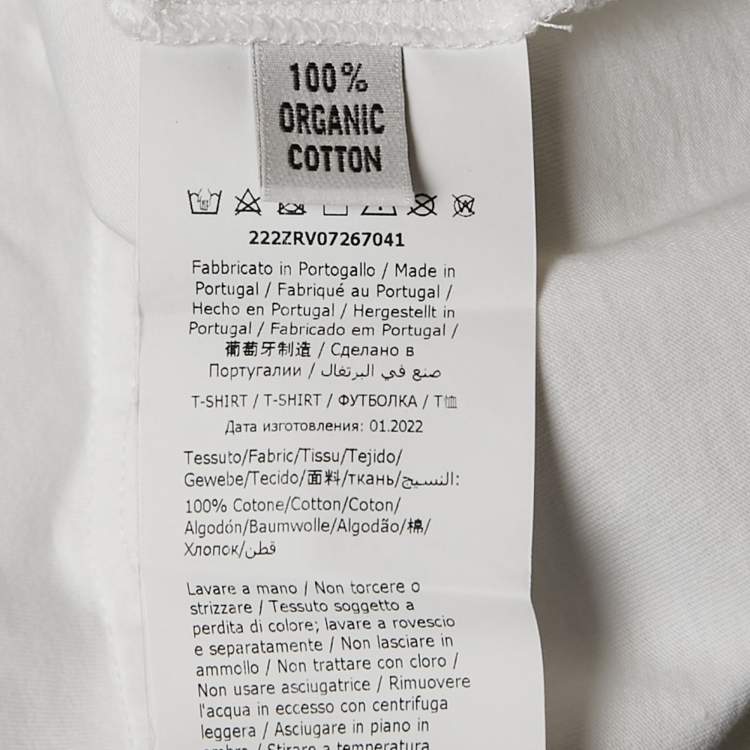 100%
ORGANIC
COTTON
222ZRV07267041
Fabbricato in Portogallo / Made in
Portugal / Fabriqué au Portugal /
Hecho en Portugal / Hergestellt in
Portugal / Fabricado em Portugal /
葡萄牙制造 / Сделано в
Португалии / صنع في البرتغال
T-SHIRT / T-SHIRT / ФУТБОЛКА / T恤
Дата изготовления: 01.2022
Tessuto/Fabric/Tissu/Tejido/
Gewebe/Tecido/面料/ткань/النسيج:
100% Cotone/Cotton/Coton/
Algodón/Baumwolle/Algodão/棉/
Хлопок/قطن
Lavare a mano / Non torcere o
strizzare / Tessuto soggetto a
perdita di colore; lavare a rovescio
e separatamente / Non lasciare in
ammollo / Non trattare con cloro /
Non usare asciugatrice / Rimuovere
l'acqua in eccesso con centrifuga
leggera / Asciugare in piano in
ombra / Stirare a temperatura